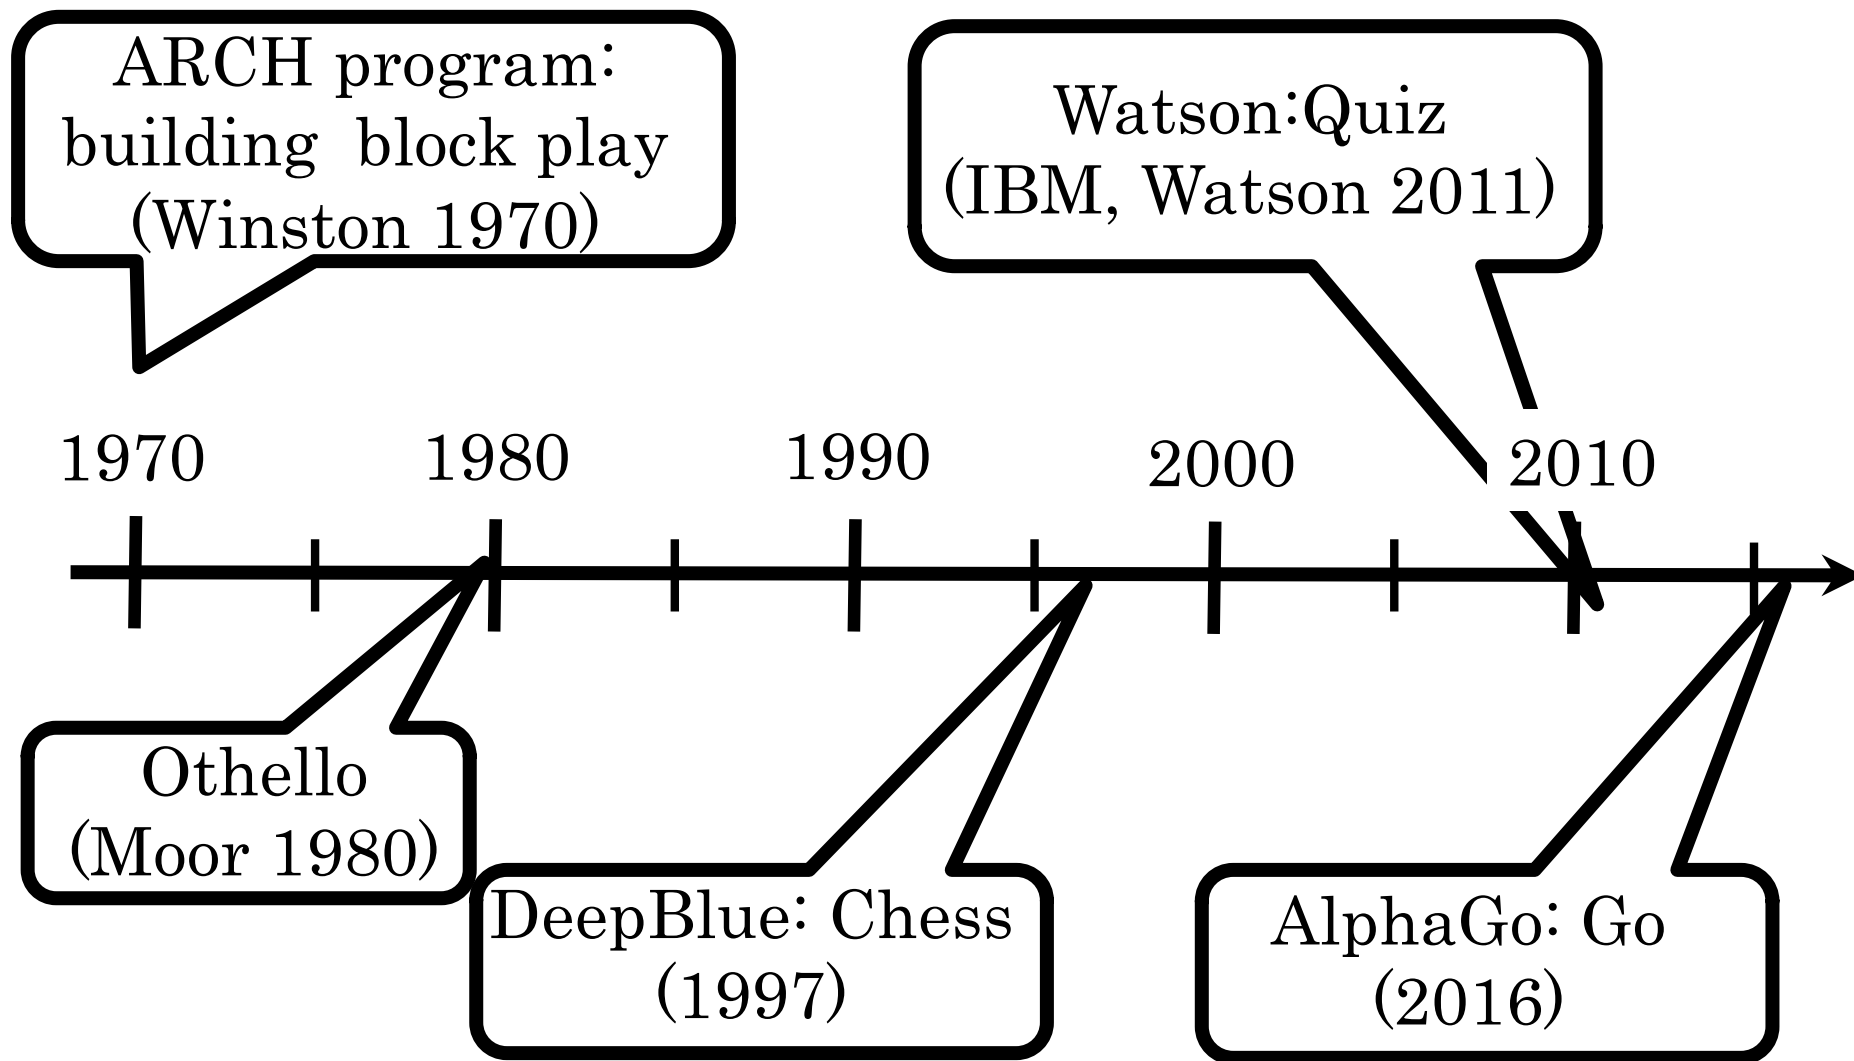 ARCH program:
building block play
(Winston 1970)
Watson:Quiz
(IBM, Watson 2011)
1970 1980 1990 2000 2010
Othello
(Moor 1980)
DeepBlue: Chess
(1997)
AlphaGo: Go
(2016)